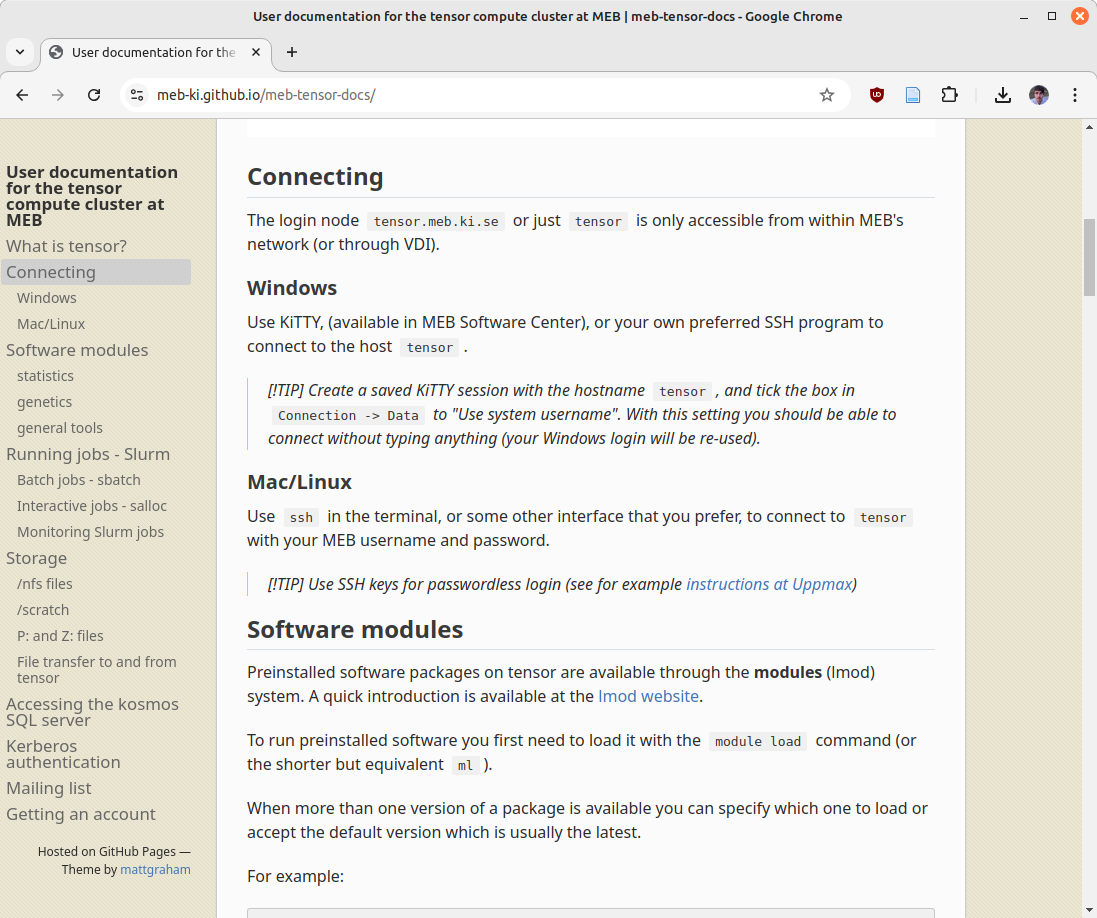 User documentation for the tensor compute cluster at MEB | meb-tensor-docs - Google Chrome
User documentation for the
meb-ki.github.io/meb-tensor-docs/
User documentation
for the tensor
compute cluster at
MEB
What is tensor?
Connecting
Windows
Mac/Linux
Software modules
statistics
genetics
general tools
Running jobs - Slurm
Batch jobs - sbatch
Interactive jobs - salloc
Monitoring Slurm jobs
Storage
/nfs files
/scratch
P: and Z: files
File transfer to and from
tensor
Accessing the kosmos
SQL server
Kerberos
authentication
Mailing list
Getting an account
Hosted on GitHub Pages —
Theme by mattgraham
Connecting
The login node tensor.meb.ki.se or just tensor is only accessible from within MEB's
network (or through VDI).
Windows
Use KiTTY, (available in MEB Software Center), or your own preferred SSH program to
connect to the host tensor .
[!TIP] Create a saved KiTTY session with the hostname tensor , and tick the box in
Connection -> Data to "Use system username". With this setting you should be able to
connect without typing anything (your Windows login will be re-used).
Mac/Linux
Use ssh in the terminal, or some other interface that you prefer, to connect to tensor
with your MEB username and password.
[!TIP] Use SSH keys for passwordless login (see for example instructions at Uppmax)
Software modules
Preinstalled software packages on tensor are available through the modules (lmod)
system. A quick introduction is available at the lmod website.
To run preinstalled software you first need to load it with the module load command (or
the shorter but equivalent ml ).
When more than one version of a package is available you can specify which one to load or
accept the default version which is usually the latest.
For example: